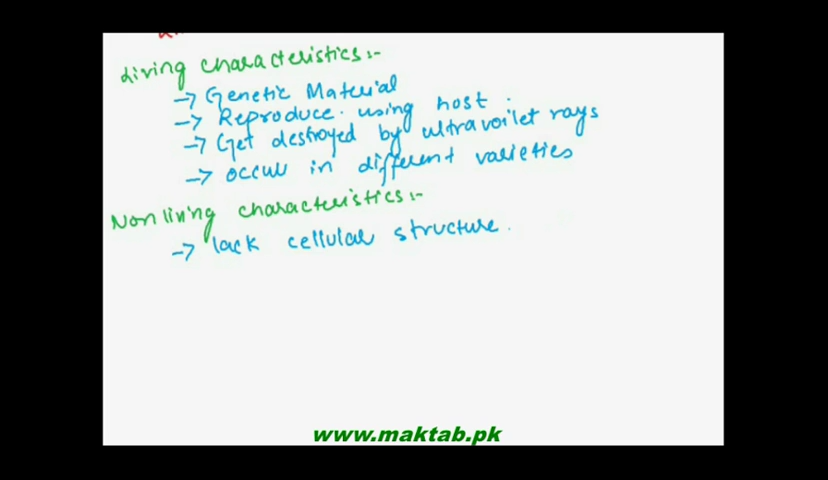 Living characteristics:-
→ Genetic Material
→ Reproduce. using host.
→ Get destroyed by ultravoilet rays
→ occur in different varieties
Non living characteristics:-
→ lack cellular structure.
www.maktab.pk